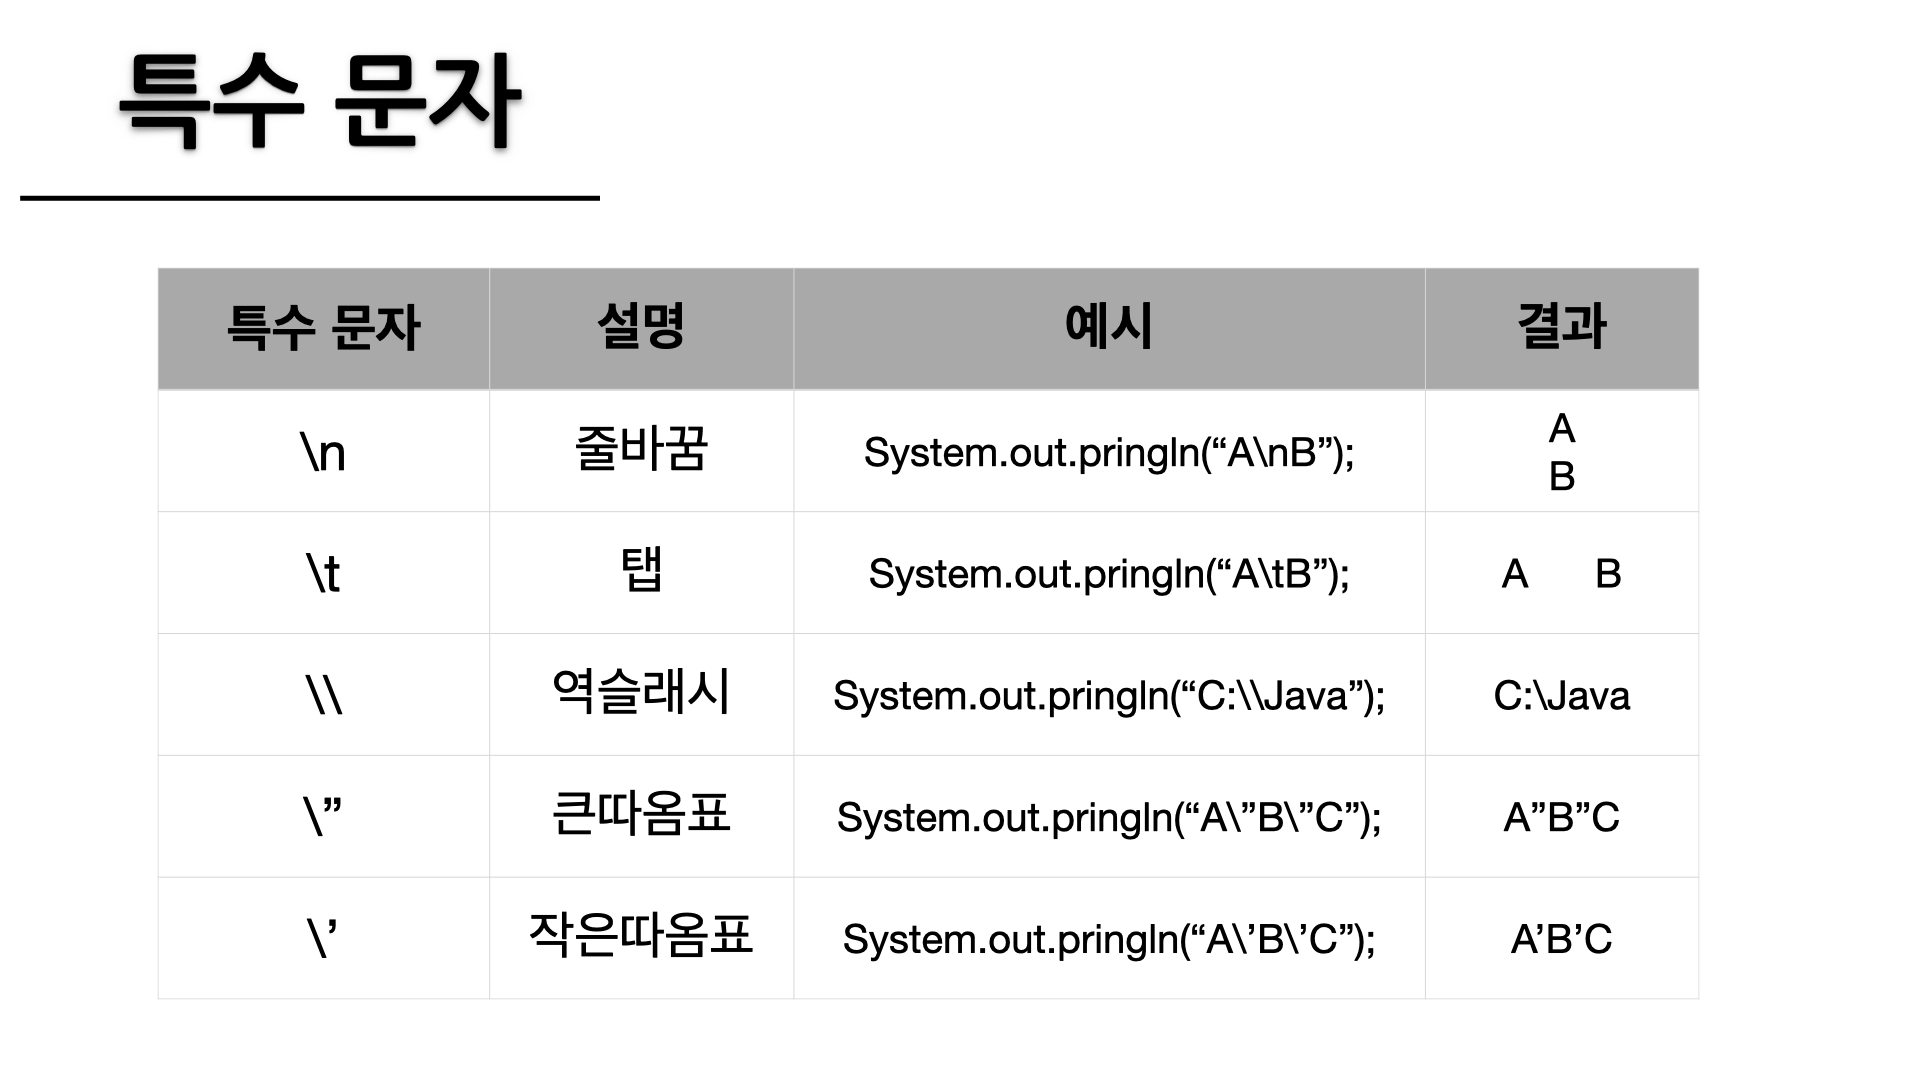 특수 문자
특수 문자 설명 예시 결과
\n 줄바꿈 System.out.pringln(“A\nB”); A
B
\t 탭 System.out.pringln(“A\tB”); A B
\\ 역슬래시 System.out.pringln(“C:\\Java”); C:\Java
\” 큰따옴표 System.out.pringln(“A\”B\”C”); A”B”C
\’ 작은따옴표 System.out.pringln(“A\’B\’C”); A’B’C